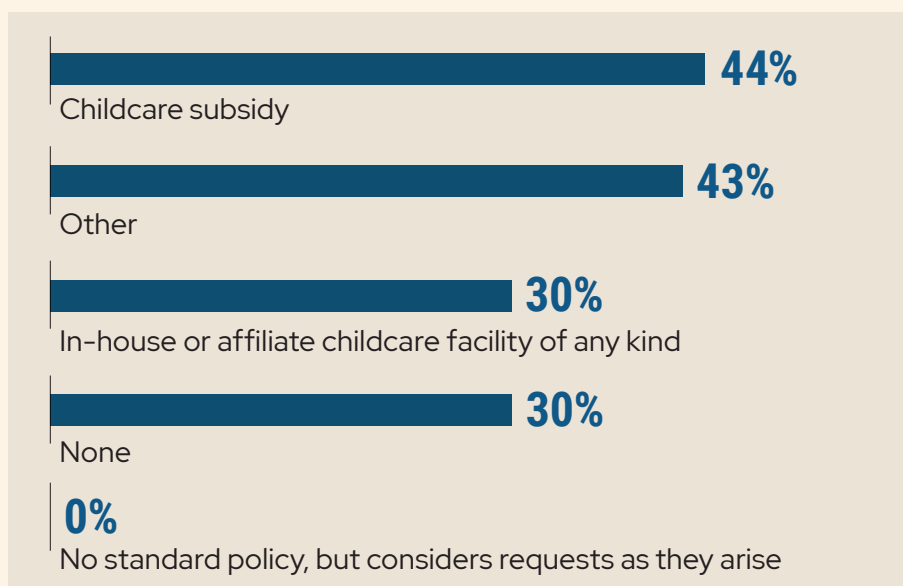 44%
Childcare subsidy
43%
Other
30%
In-house or affiliate childcare facility of any kind
30%
None
0%
No standard policy, but considers requests as they arise